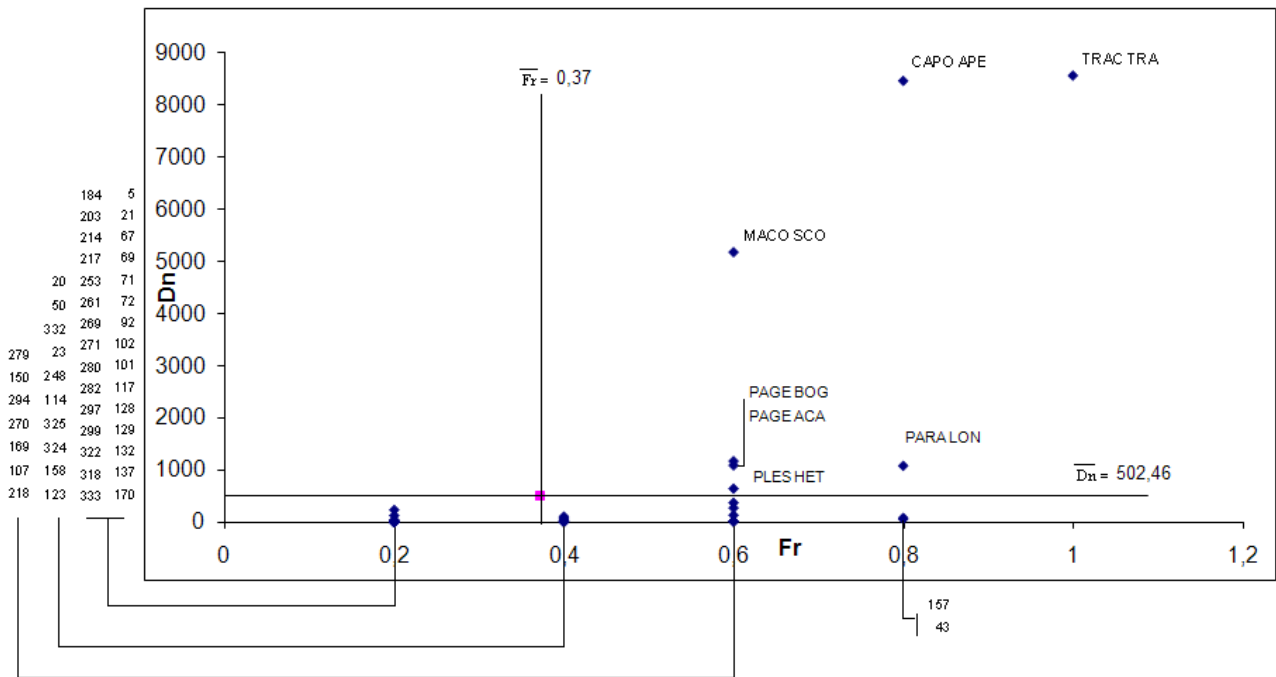 9000
8000
7000
6000
5000
4000
3000
2000
1000
0
Dn
Fr = 0,37
CAPO APE
TRAC TRA
MACO SCO
PAGE BOG
PAGE ACA
PARA LON
PLES HET
Dn = 502,46
0 0,2 0,4 0,6 0,8 1 1,2
Fr
184 5
203 21
214 67
217 69
20 253 71
50 261 72
332 269 92
271 102
279 23 280 101
150 248 282 117
294 114 297 128
270 325 299 129
169 324 322 132
107 158 318 137
218 123 333 170
157
43